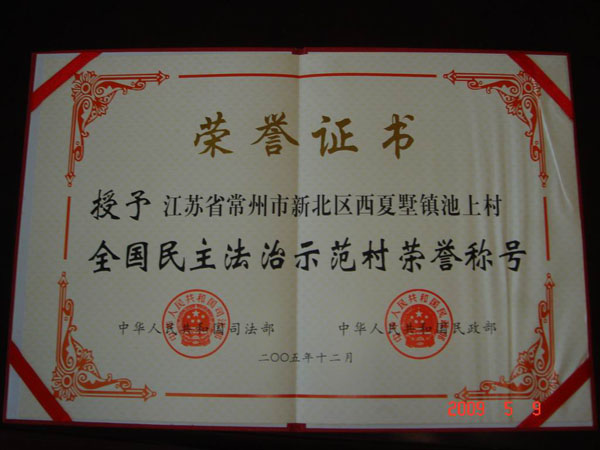 荣誉证书
授予 江苏省常州市新北区西夏墅镇池上村
全国民主法治示范村荣誉称号
中华人民共和国司法部 中华人民共和国民政部
二〇〇五年十二月
2009 5 9